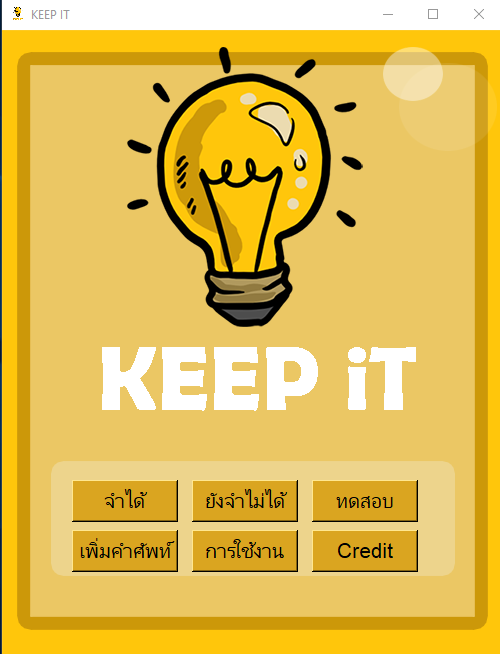 KEEP IT
KEEP iT
จำได้
ยังจำไม่ได้
ทดสอบ
เพิ่มคำศัพท์
การใช้งาน
Credit